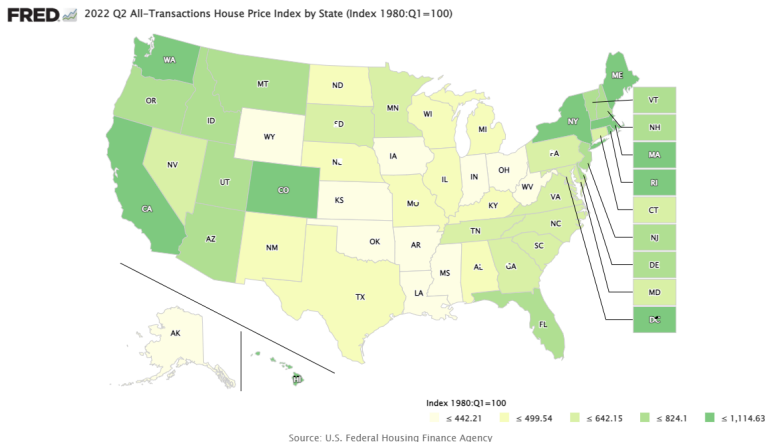 FRED 2022 Q2 All-Transactions House Price Index by State (Index 1980:Q1=100)
WA
ME
MT
ND
VT
OR
MN
ID
SD
WI
NY
NH
WY
MI
MA
IA
PA
NE
RI
NV
OH
IL
IN
UT
CO
WV
CT
VA
KS
MO
KY
CA
NJ
NC
TN
AZ
OK
NM
AR
SC
DE
MS
AL
GA
MD
LA
TX
DC
FL
AK
HI
Index 1980:Q1=100
≤ 442.21 ≤ 499.54 ≤ 642.15 ≤ 824.1 ≤ 1,114.63
Source: U.S. Federal Housing Finance Agency